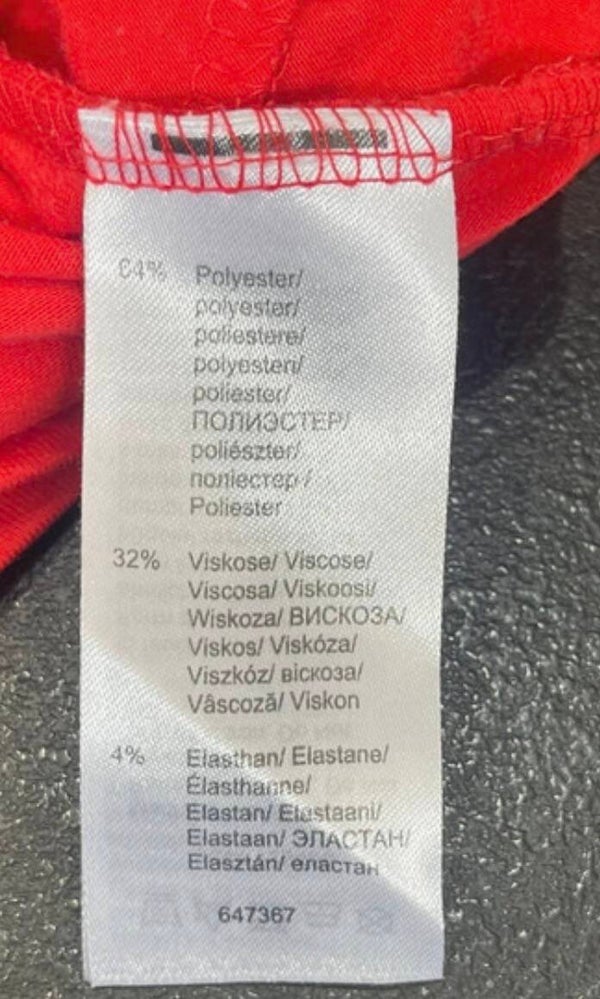 64% Polyester/
polyester/
poliestere/
polyesteri/
poliester/
ПОЛИЭСТЕР/
poliészter/
поліестер /
Poliester
32% Viskose/ Viscose/
Viscosa/ Viskoosi/
Wiskoza/ ВИСКОЗА/
Viskos/ Viskóza/
Viszkóz/ віскоза/
Vâscoză/ Viskon
4% Elasthan/ Elastane/
Élasthanne/
Elastan/ Elastaani/
Elastaan/ ЭЛАСТАН/
Elasztán/ еластан
647367